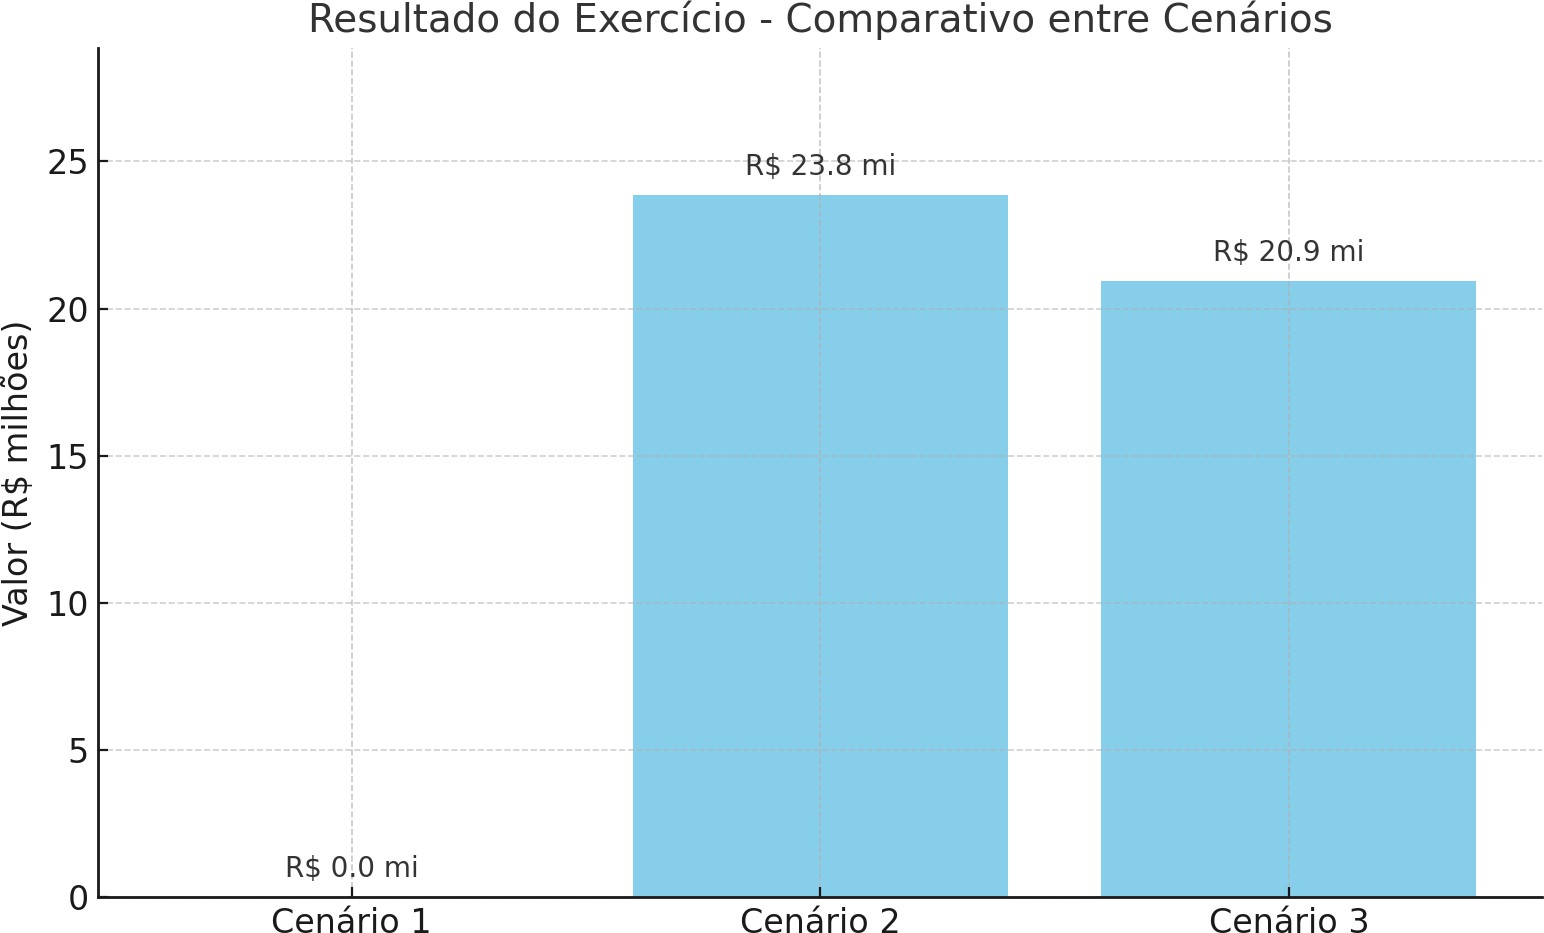 Resultado do Exercício - Comparativo entre Cenários
Valor (R$ milhões)
25
20
15
10
5
0
R$ 0.0 mi
R$ 23.8 mi
R$ 20.9 mi
Cenário 1
Cenário 2
Cenário 3